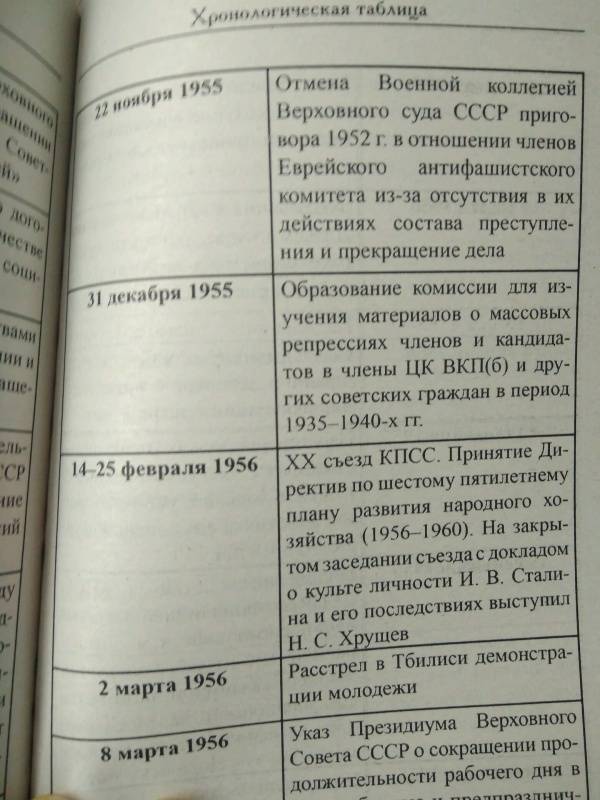 Хронологическая таблица
22 ноября 1955
Отмена Военной коллегией
Верховного суда СССР приго-
вора 1952 г. в отношении членов
Еврейского антифашистского
комитета из-за отсутствия в их
действиях состава преступле-
ния и прекращение дела
31 декабря 1955
Образование комиссии для из-
учения материалов о массовых
репрессиях членов и кандида-
тов в члены ЦК ВКП(б) и дру-
гих советских граждан в период
1935–1940-х гг.
14–25 февраля 1956
XX съезд КПСС. Принятие Ди-
ректив по шестому пятилетнему
плану развития народного хо-
зяйства (1956–1960). На закры-
том заседании съезда с докладом
о культе личности И. В. Стали-
на и его последствиях выступил
Н. С. Хрущев
2 марта 1956
Расстрел в Тбилиси демонстра-
ции молодежи
8 марта 1956
Указ Президиума Верховного
Совета СССР о сокращении про-
должительности рабочего дня в
и предпразднич-